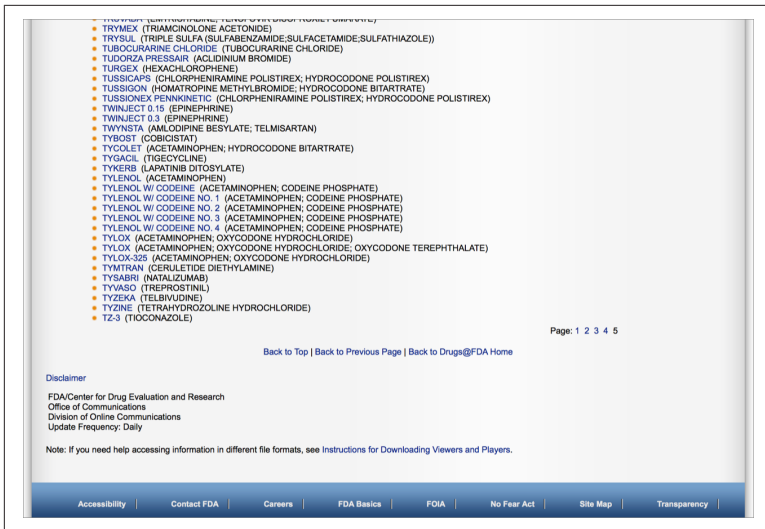 TRYMEX (TRIAMCINOLONE ACETONIDE)
TRYSUL (TRIPLE SULFA (SULFABENZAMIDE;SULFACETAMIDE;SULFATHIAZOLE))
TUBOCURARINE CHLORIDE (TUBOCURARINE CHLORIDE)
TUDORZA PRESSAIR (ACLIDINIUM BROMIDE)
TURGEX (HEXACHLOROPHENE)
TUSSICAPS (CHLORPHENIRAMINE POLISTIREX; HYDROCODONE POLISTIREX)
TUSSIGON (HOMATROPINE METHYLBROMIDE; HYDROCODONE BITARTRATE)
TUSSIONEX PENNKINETIC (CHLORPHENIRAMINE POLISTIREX; HYDROCODONE POLISTIREX)
TWINJECT 0.15 (EPINEPHRINE)
TWINJECT 0.3 (EPINEPHRINE)
TWYNSTA (AMLODIPINE BESYLATE; TELMISARTAN)
TYBOST (COBICISTAT)
TYCOLET (ACETAMINOPHEN; HYDROCODONE BITARTRATE)
TYGACIL (TIGECYCLINE)
TYKERB (LAPATINIB DITOSYLATE)
TYLENOL (ACETAMINOPHEN)
TYLENOL W/ CODEINE (ACETAMINOPHEN; CODEINE PHOSPHATE)
TYLENOL W/ CODEINE NO. 1 (ACETAMINOPHEN; CODEINE PHOSPHATE)
TYLENOL W/ CODEINE NO. 2 (ACETAMINOPHEN; CODEINE PHOSPHATE)
TYLENOL W/ CODEINE NO. 3 (ACETAMINOPHEN; CODEINE PHOSPHATE)
TYLENOL W/ CODEINE NO. 4 (ACETAMINOPHEN; CODEINE PHOSPHATE)
TYLOX (ACETAMINOPHEN; OXYCODONE HYDROCHLORIDE)
TYLOX (ACETAMINOPHEN; OXYCODONE HYDROCHLORIDE; OXYCODONE TEREPHTHALATE)
TYLOX-325 (ACETAMINOPHEN; OXYCODONE HYDROCHLORIDE)
TYMTRAN (CERULETIDE DIETHYLAMINE)
TYSABRI (NATALIZUMAB)
TYVASO (TREPROSTINIL)
TYZEKA (TELBIVUDINE)
TYZINE (TETRAHYDROZOLINE HYDROCHLORIDE)
TZ-3 (TIOCONAZOLE)
Page: 1 2 3 4 5
Back to Top | Back to Previous Page | Back to Drugs@FDA Home
Disclaimer
FDA/Center for Drug Evaluation and Research
Office of Communications
Division of Online Communications
Update Frequency: Daily
Note: If you need help accessing information in different file formats, see Instructions for Downloading Viewers and Players.
Accessibility | Contact FDA | Careers | FDA Basics | FOIA | No Fear Act | Site Map | Transparency |